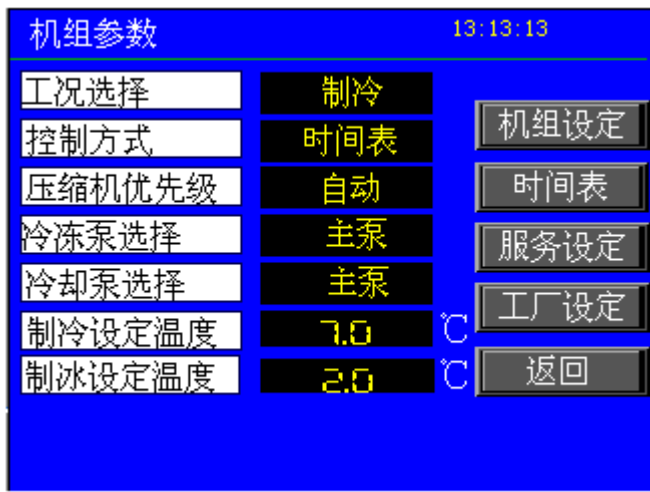 机组参数 13:13:13
工况选择 制冷
机组设定
控制方式 时间表
压缩机优先级 自动 时间表
冷冻泵选择 主泵 服务设定
冷却泵选择 主泵
工厂设定
制冷设定温度 7.0 ℃
制冰设定温度 2.0 ℃ 返回